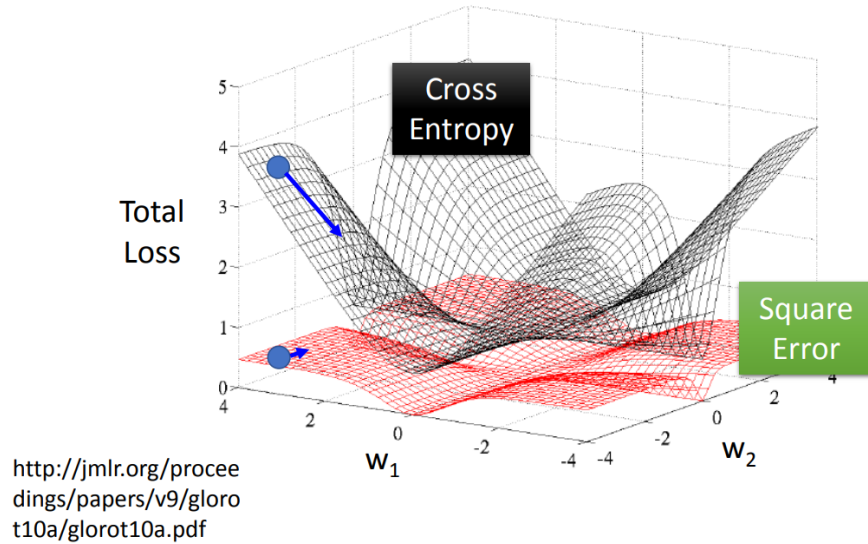 Cross
Entropy
Total
Loss
5
4
3
2
1
0
4
2
0
-2
-4
w1
-4
-2
0
2
4
w2
Square
Error
http://jmlr.org/procee
dings/papers/v9/gloro
t10a/glorot10a.pdf